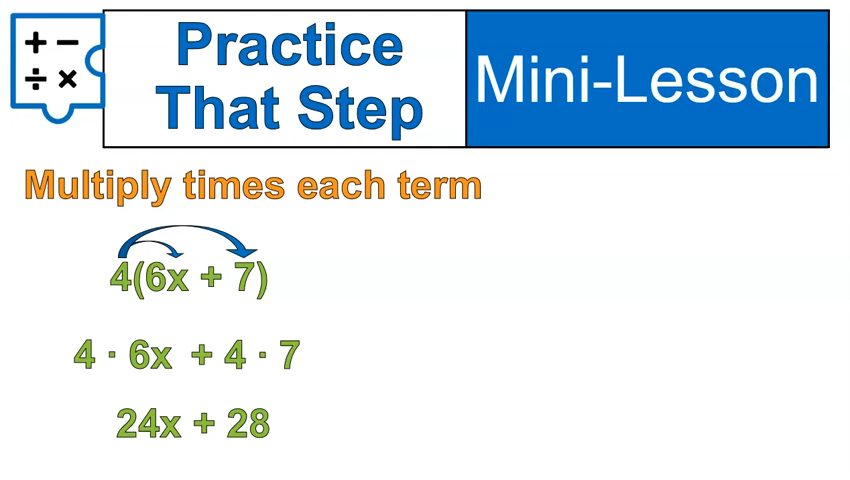 + −
÷ ×
Practice
That Step
Mini-Lesson
Multiply times each term
4(6x + 7)
4 · 6x + 4 · 7
24x + 28